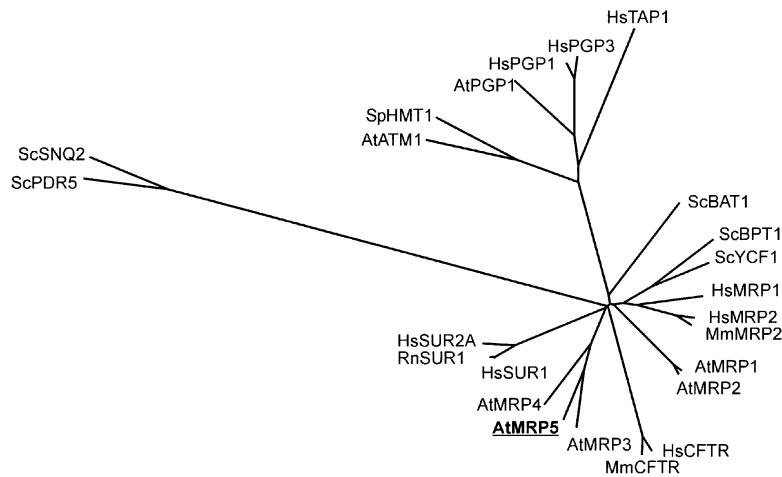 HsTAP1
HsPGP3
HsPGP1
AtPGP1
SpHMT1
AtATM1
ScSNQ2
ScPDR5
ScBAT1
ScBPT1
ScYCF1
HsMRP1
HsMRP2
MmMRP2
HsSUR2A
RnSUR1
HsSUR1
AtMRP1
AtMRP2
AtMRP4
AtMRP5
AtMRP3
HsCFTR
MmCFTR